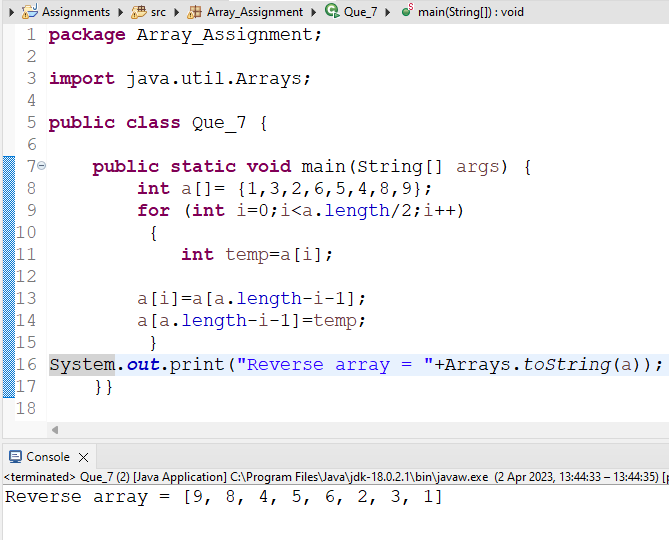 Assignments src Array_Assignment Que_7 main(String[]) : void
1 package Array_Assignment;
2
3 import java.util.Arrays;
4
5 public class Que_7 {
6
7 public static void main(String[] args) {
8 int a[]= {1,3,2,6,5,4,8,9};
9 for (int i=0;i<a.length/2;i++)
10 {
11 int temp=a[i];
12
13 a[i]=a[a.length-i-1];
14 a[a.length-i-1]=temp;
15 }
16 System.out.print("Reverse array = "+Arrays.toString(a));
17 }}
18
Console
<terminated> Que_7 (2) [Java Application] C:\Program Files\Java\jdk-18.0.2.1\bin\javaw.exe (2 Apr 2023, 13:44:33 – 13:44:35) [p
Reverse array = [9, 8, 4, 5, 6, 2, 3, 1]